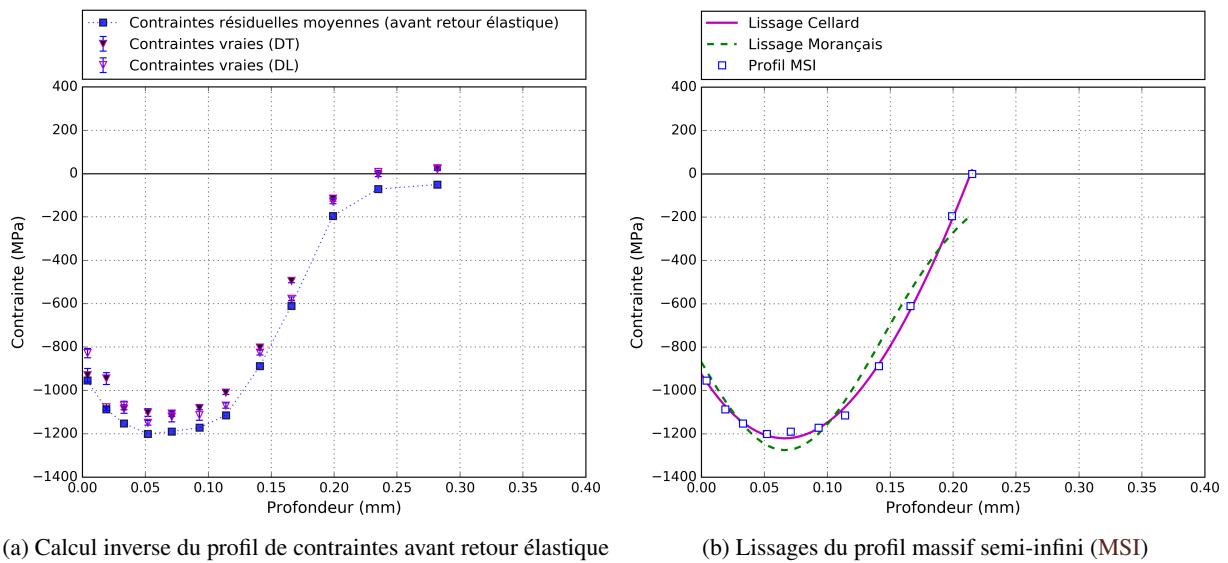 Contraintes résiduelles moyennes (avant retour élastique)
Contraintes vraies (DT)
Contraintes vraies (DL)
400
200
0
−200
−400
−600
−800
−1000
−1200
−1400
Contrainte (MPa)
0.00 0.05 0.10 0.15 0.20 0.25 0.30 0.35 0.40
Profondeur (mm)
(a) Calcul inverse du profil de contraintes avant retour élastique
Lissage Cellard
Lissage Morançais
Profil MSI
400
200
0
−200
−400
−600
−800
−1000
−1200
−1400
Contrainte (MPa)
0.00 0.05 0.10 0.15 0.20 0.25 0.30 0.35 0.40
Profondeur (mm)
(b) Lissages du profil massif semi-infini (MSI)